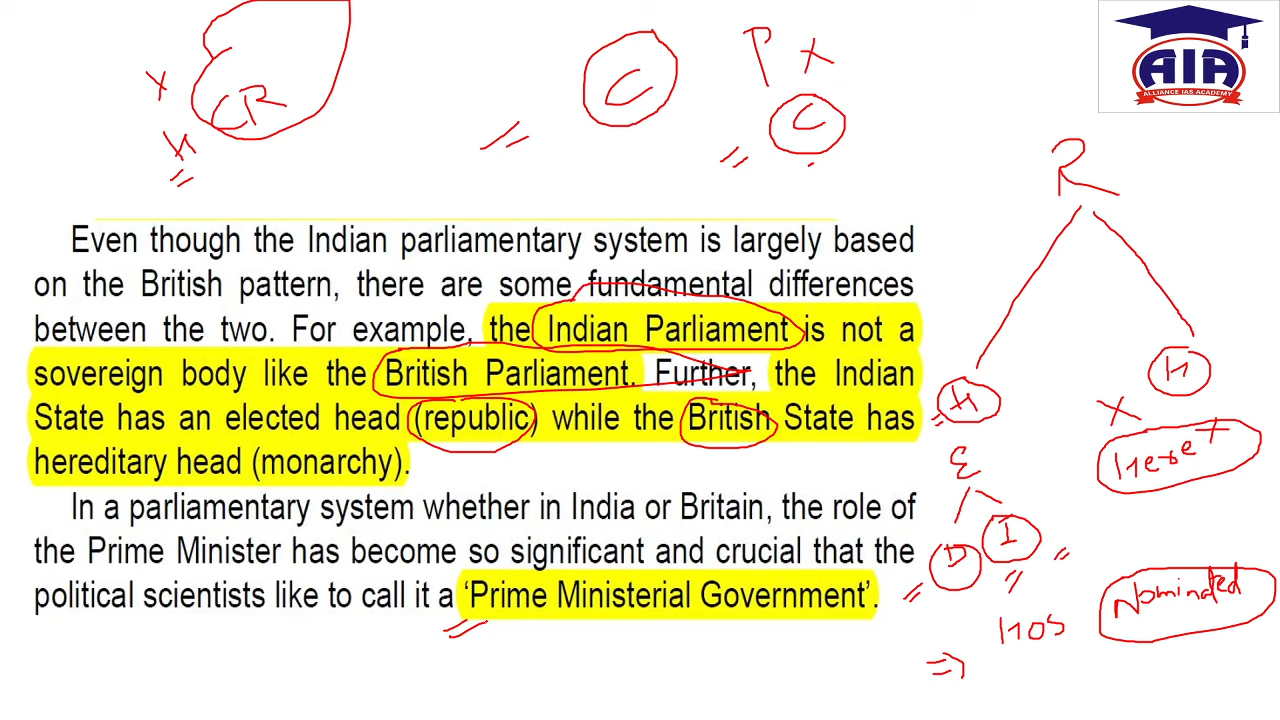 X
CR
H
C
P X
C
AIA
ALLIANCE IAS ACADEMY
R
Even though the Indian parliamentary system is largely based
on the British pattern, there are some fundamental differences
between the two. For example, the Indian Parliament is not a
sovereign body like the British Parliament. Further, the Indian
State has an elected head (republic) while the British State has
hereditary head (monarchy).
In a parliamentary system whether in India or Britain, the role of
the Prime Minister has become so significant and crucial that the
political scientists like to call it a ‘Prime Ministerial Government’.
H
H
X
E
D
I
Nominated
HOS